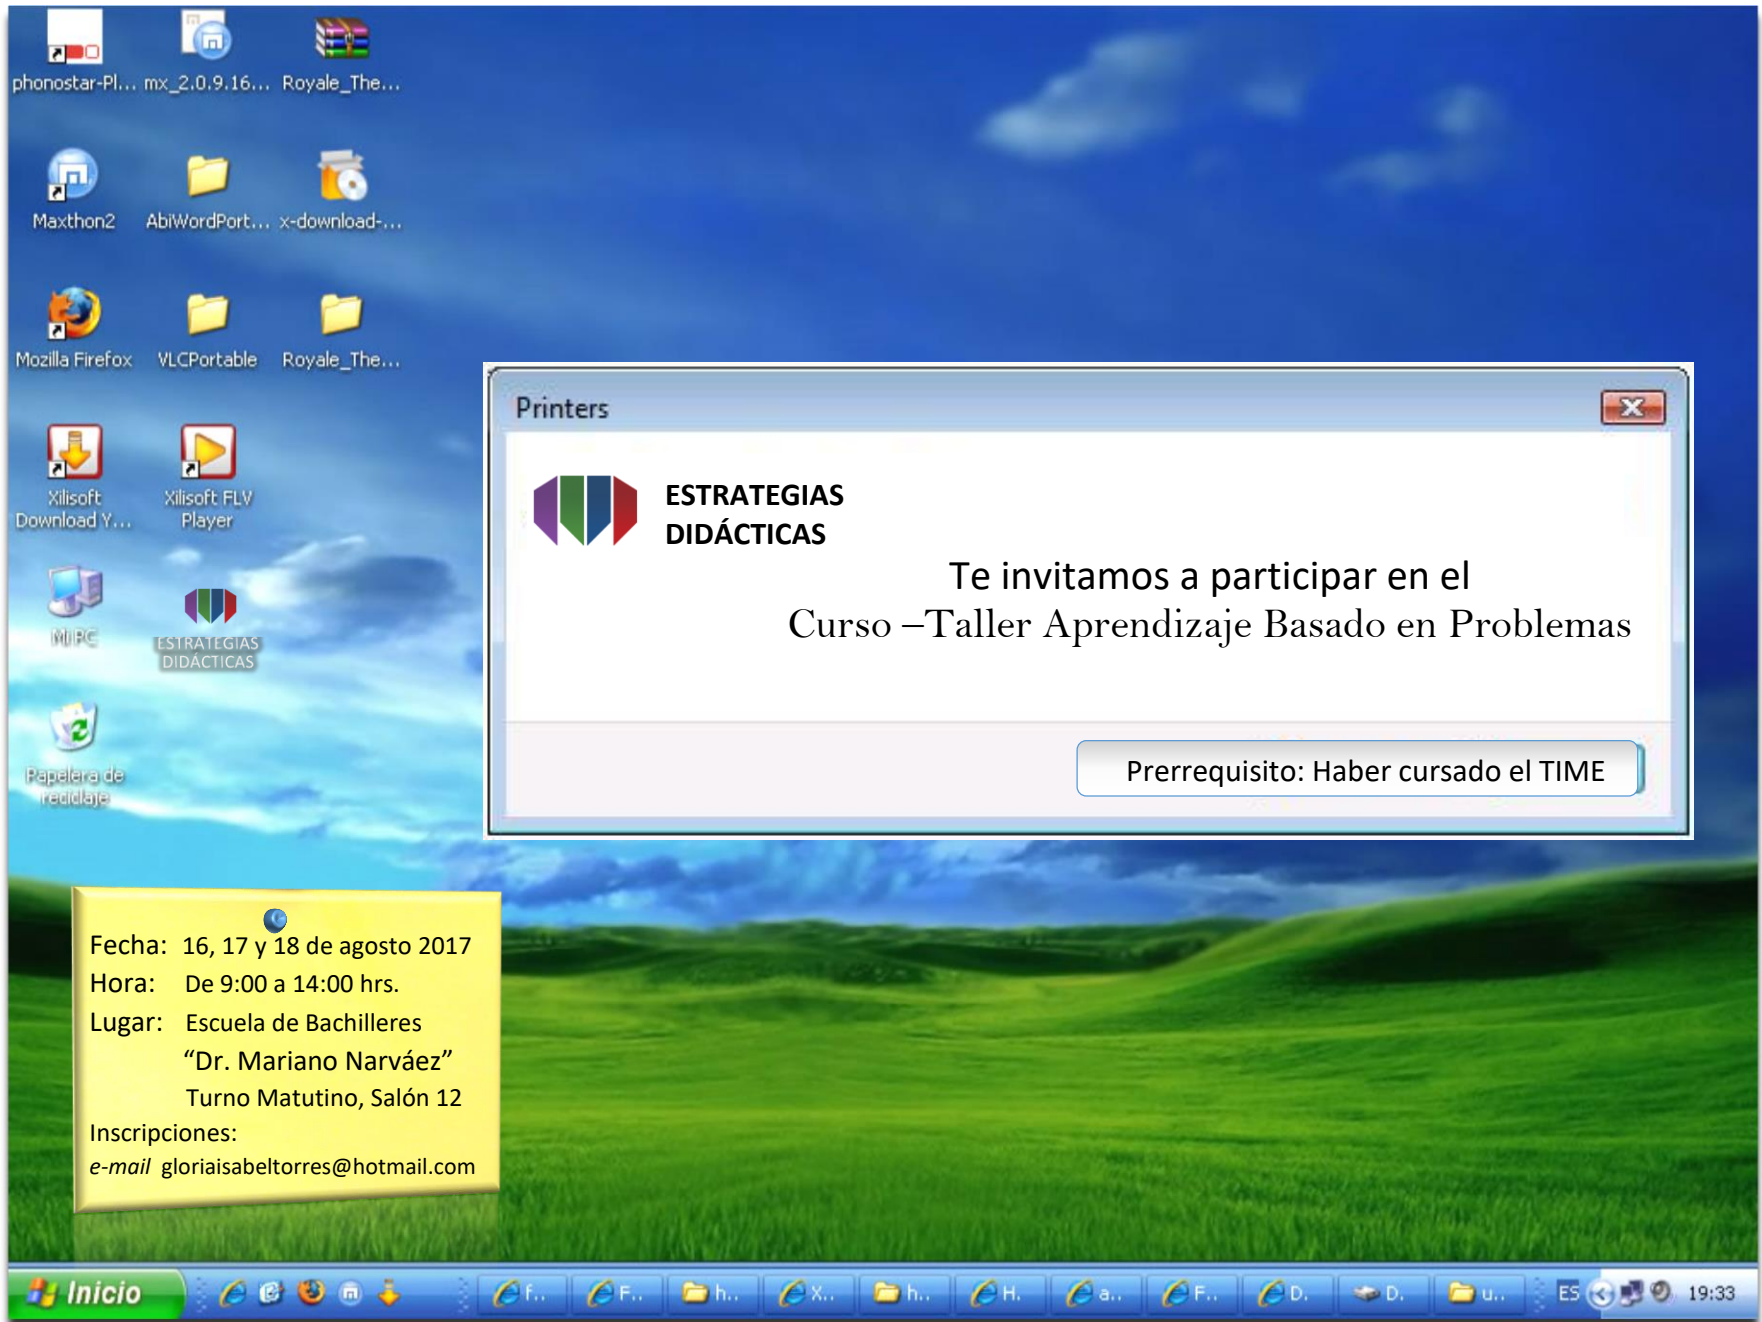 phonostar-Pl... mx_2.0.9.16... Royale_The...
Maxthon2 AbiWordPort... x-download-...
Mozilla Firefox VLCPortable Royale_The...
Xilisoft Download Y...
Xilisoft FLV Player
Mi PC
ESTRATEGIAS
DIDÁCTICAS
Papelera de
reciclaje
Printers
ESTRATEGIAS
DIDÁCTICAS
Te invitamos a participar en el
Curso –Taller Aprendizaje Basado en Problemas
Prerrequisito: Haber cursado el TIME
Fecha: 16, 17 y 18 de agosto 2017
Hora: De 9:00 a 14:00 hrs.
Lugar: Escuela de Bachilleres
“Dr. Mariano Narváez”
Turno Matutino, Salón 12
Inscripciones:
e-mail gloriaisabeltorres@hotmail.com
Inicio f.. F.. h.. X.. h.. H. a.. F.. D. D. u.. ES 19:33